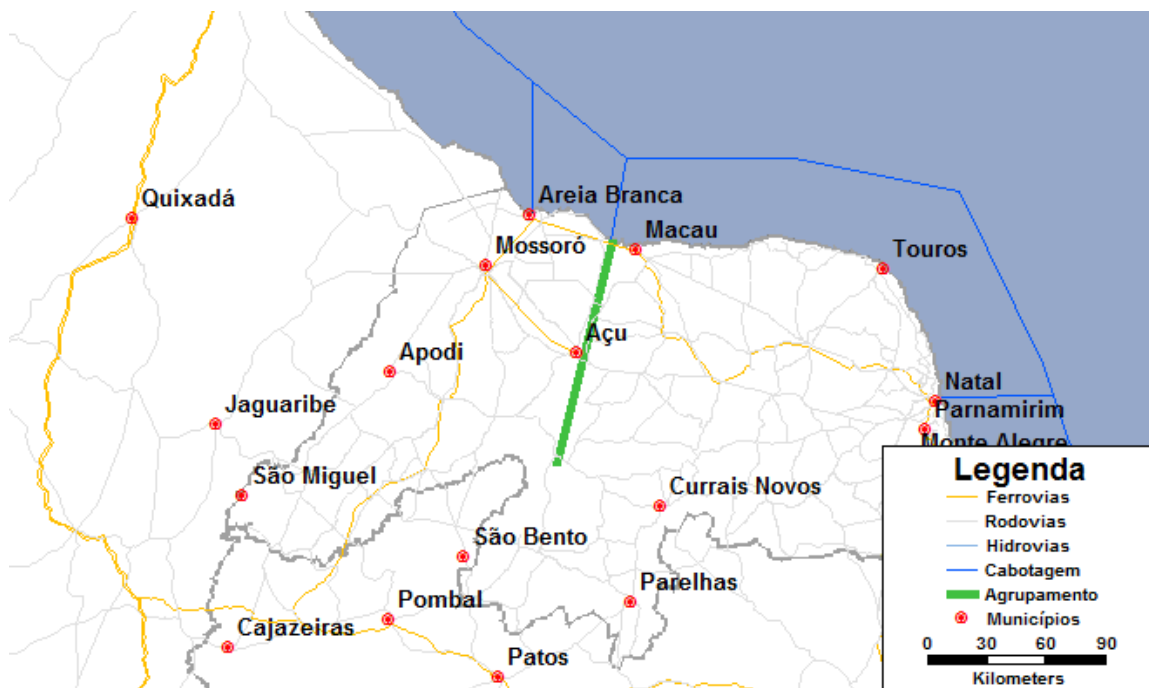 Areia Branca
Quixadá
Macau
Mossoró
Touros
Açu
Apodi
Natal
Jaguaribe
Parnamirim
Monte Alegre
São Miguel
Currais Novos
São Bento
Parelhas
Pombal
Cajazeiras
Patos
Legenda
Ferrovias
Rodovias
Hidrovias
Cabotagem
Agrupamento
Municípios
0 30 60 90
Kilometers